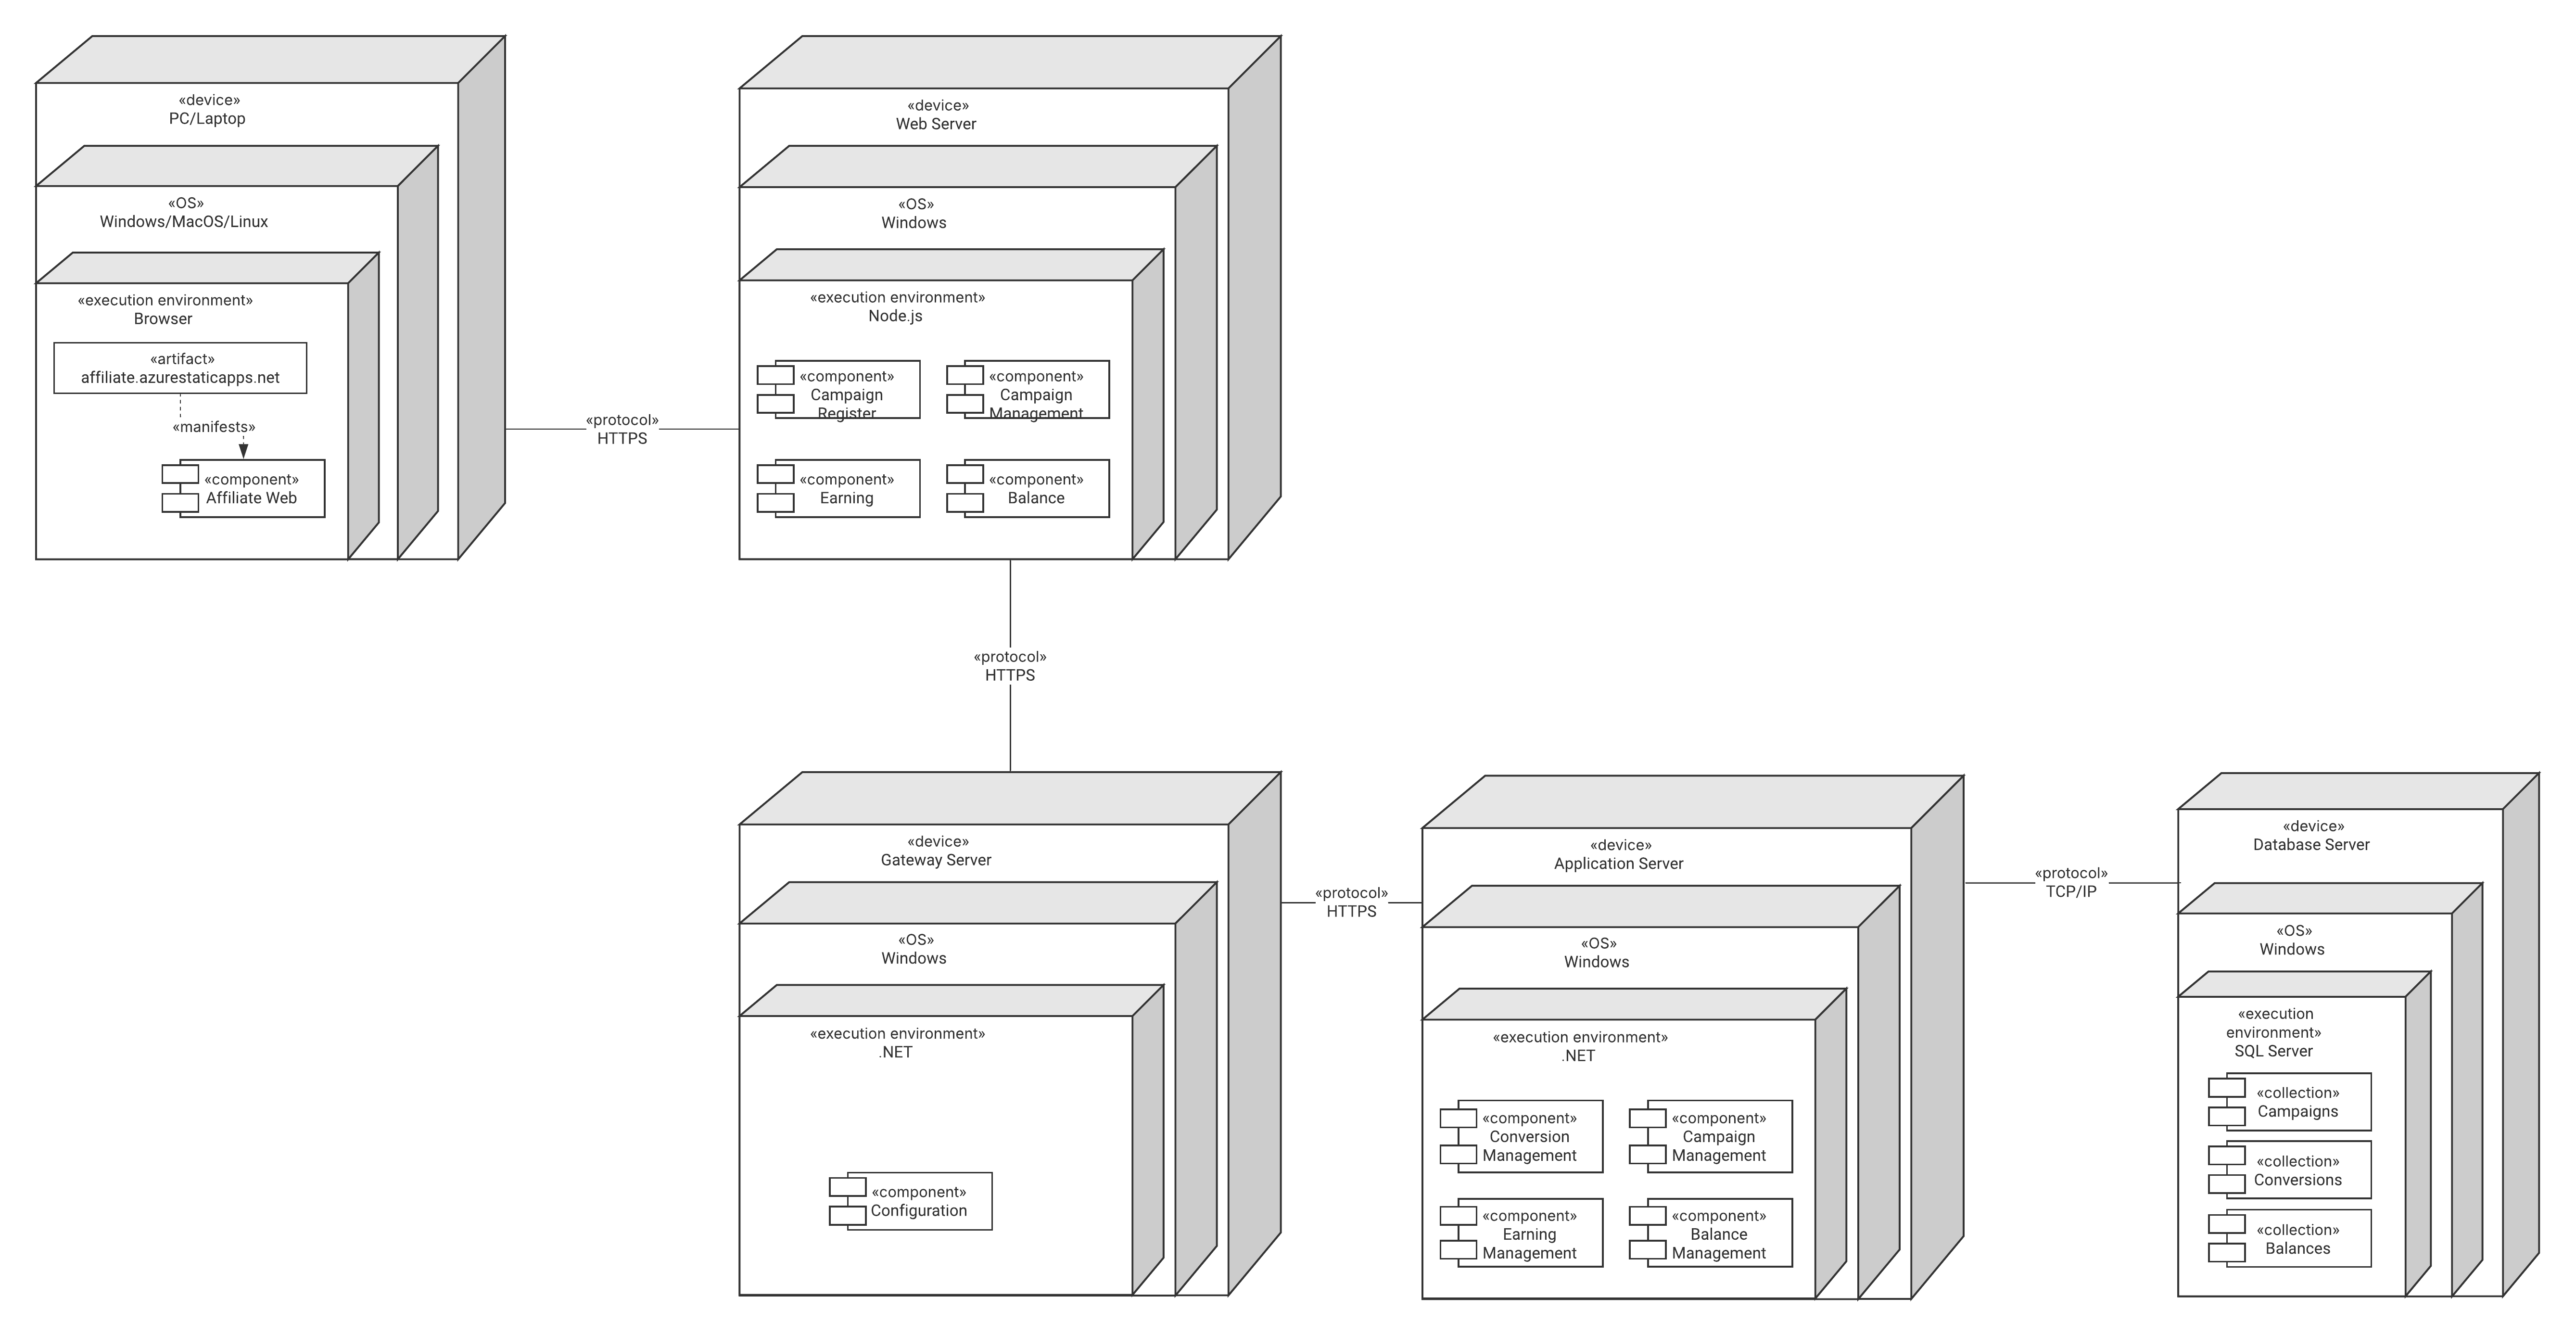 «device»
PC/Laptop
«OS»
Windows/MacOS/Linux
«execution environment»
Browser
«artifact»
affiliate.azurestaticapps.net
«manifests»
«component»
Affiliate Web
«protocol»
HTTPS
«device»
Web Server
«OS»
Windows
«execution environment»
Node.js
«component»
Campaign
Register
«component»
Campaign
Management
«component»
Earning
«component»
Balance
«protocol»
HTTPS
«device»
Gateway Server
«OS»
Windows
«execution environment»
.NET
«component»
Configuration
«protocol»
HTTPS
«device»
Application Server
«OS»
Windows
«execution environment»
.NET
«component»
Conversion
Management
«component»
Campaign
Management
«component»
Earning
Management
«component»
Balance
Management
«protocol»
TCP/IP
«device»
Database Server
«OS»
Windows
«execution
environment»
SQL Server
«collection»
Campaigns
«collection»
Conversions
«collection»
Balances